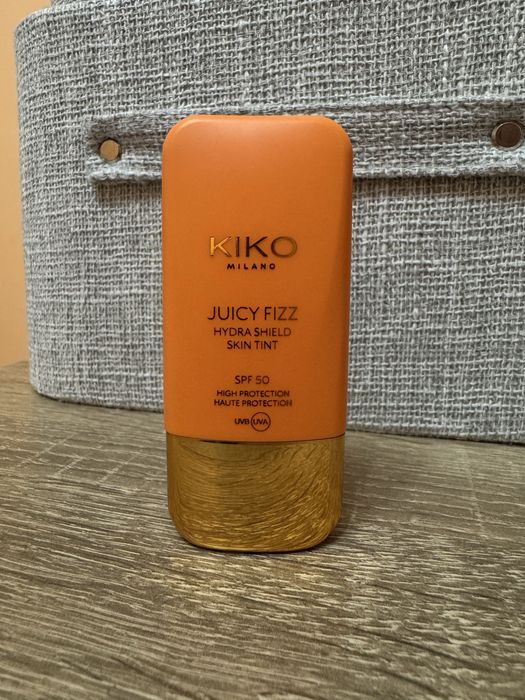 KIKO
MILANO
JUICY FIZZ
HYDRA SHIELD
SKIN TINT
SPF 50
HIGH PROTECTION
HAUTE PROTECTION
UVB UVA